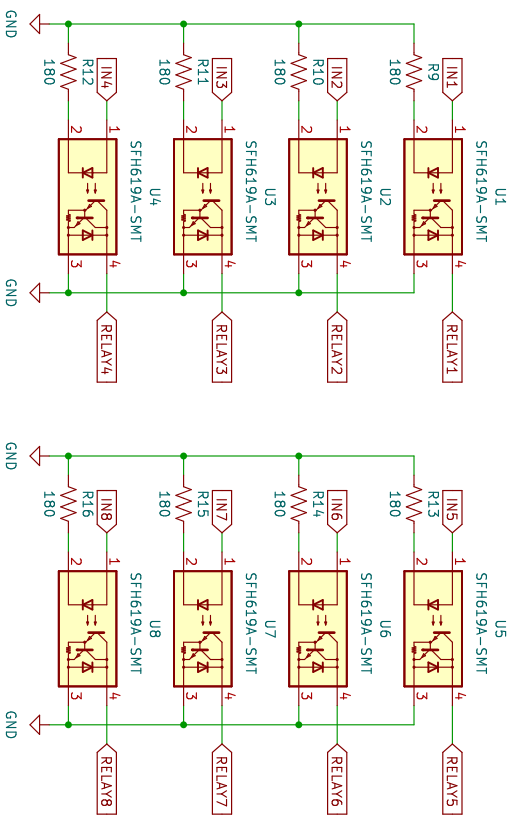 U1
SFH619A-SMT
IN1
R9
180
1
2
4
3
RELAY1
U2
SFH619A-SMT
IN2
R10
180
1
2
4
3
RELAY2
U3
SFH619A-SMT
IN3
R11
180
1
2
4
3
RELAY3
U4
SFH619A-SMT
IN4
R12
180
1
2
4
3
RELAY4
GND
GND
U5
SFH619A-SMT
IN5
R13
180
1
2
4
3
RELAY5
U6
SFH619A-SMT
IN6
R14
180
1
2
4
3
RELAY6
U7
SFH619A-SMT
IN7
R15
180
1
2
4
3
RELAY7
U8
SFH619A-SMT
IN8
R16
180
1
2
4
3
RELAY8
GND
GND